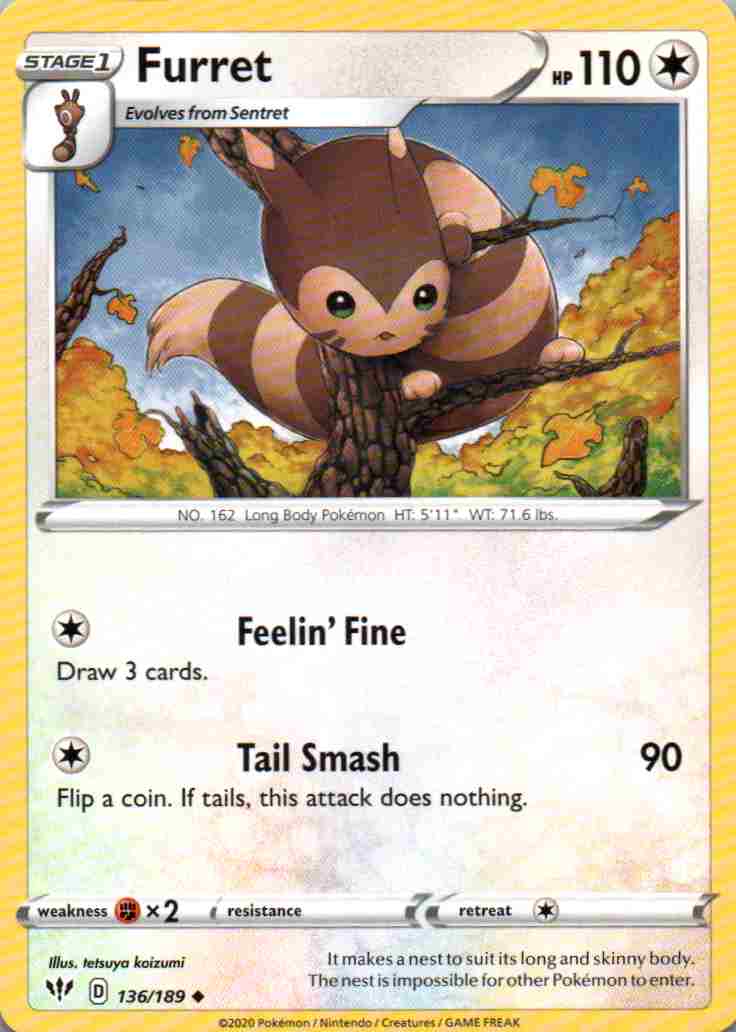 STAGE 1
Furret
HP 110
Evolves from Sentret
NO. 162 Long Body Pokémon HT: 5'11" WT: 71.6 lbs.
Feelin' Fine
Draw 3 cards.
Tail Smash 90
Flip a coin. If tails, this attack does nothing.
weakness ×2 resistance retreat
Illus. tetsuya koizumi
It makes a nest to suit its long and skinny body.
The nest is impossible for other Pokémon to enter.
D 136/189
©2020 Pokémon / Nintendo / Creatures / GAME FREAK